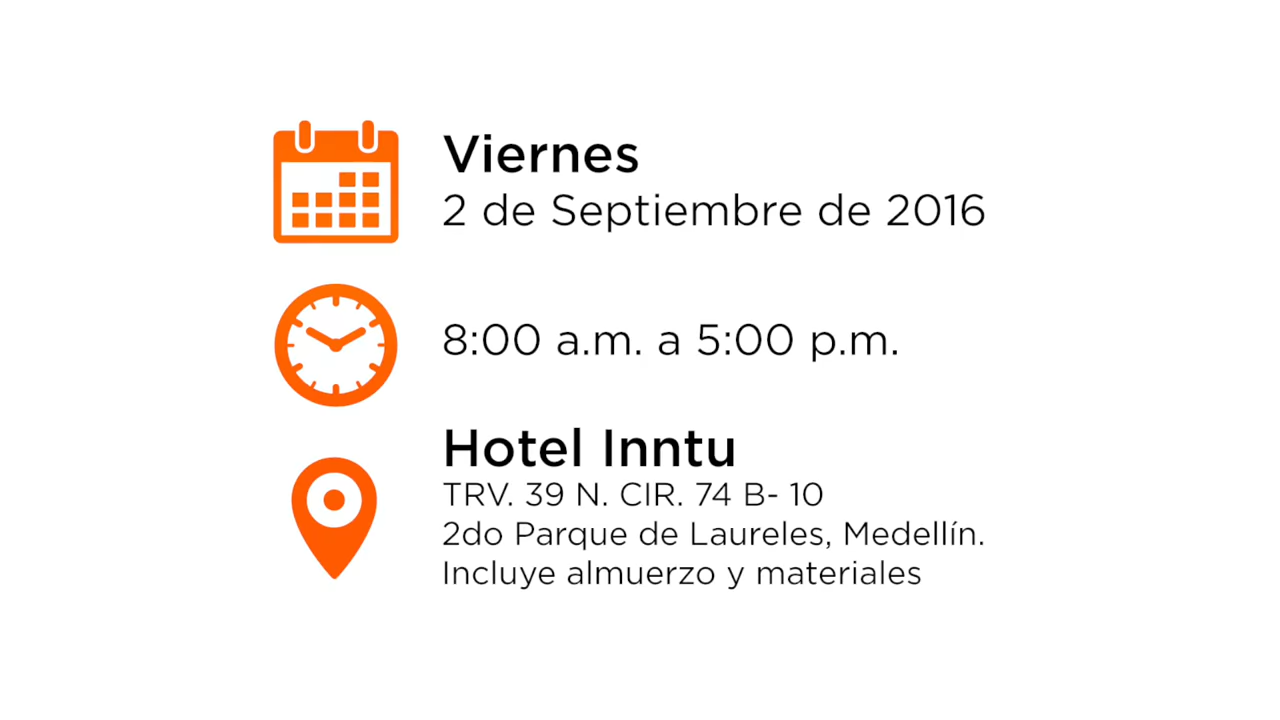 Viernes
2 de Septiembre de 2016
8:00 a.m. a 5:00 p.m.
Hotel Inntu
TRV. 39 N. CIR. 74 B- 10
2do Parque de Laureles, Medellín.
Incluye almuerzo y materiales